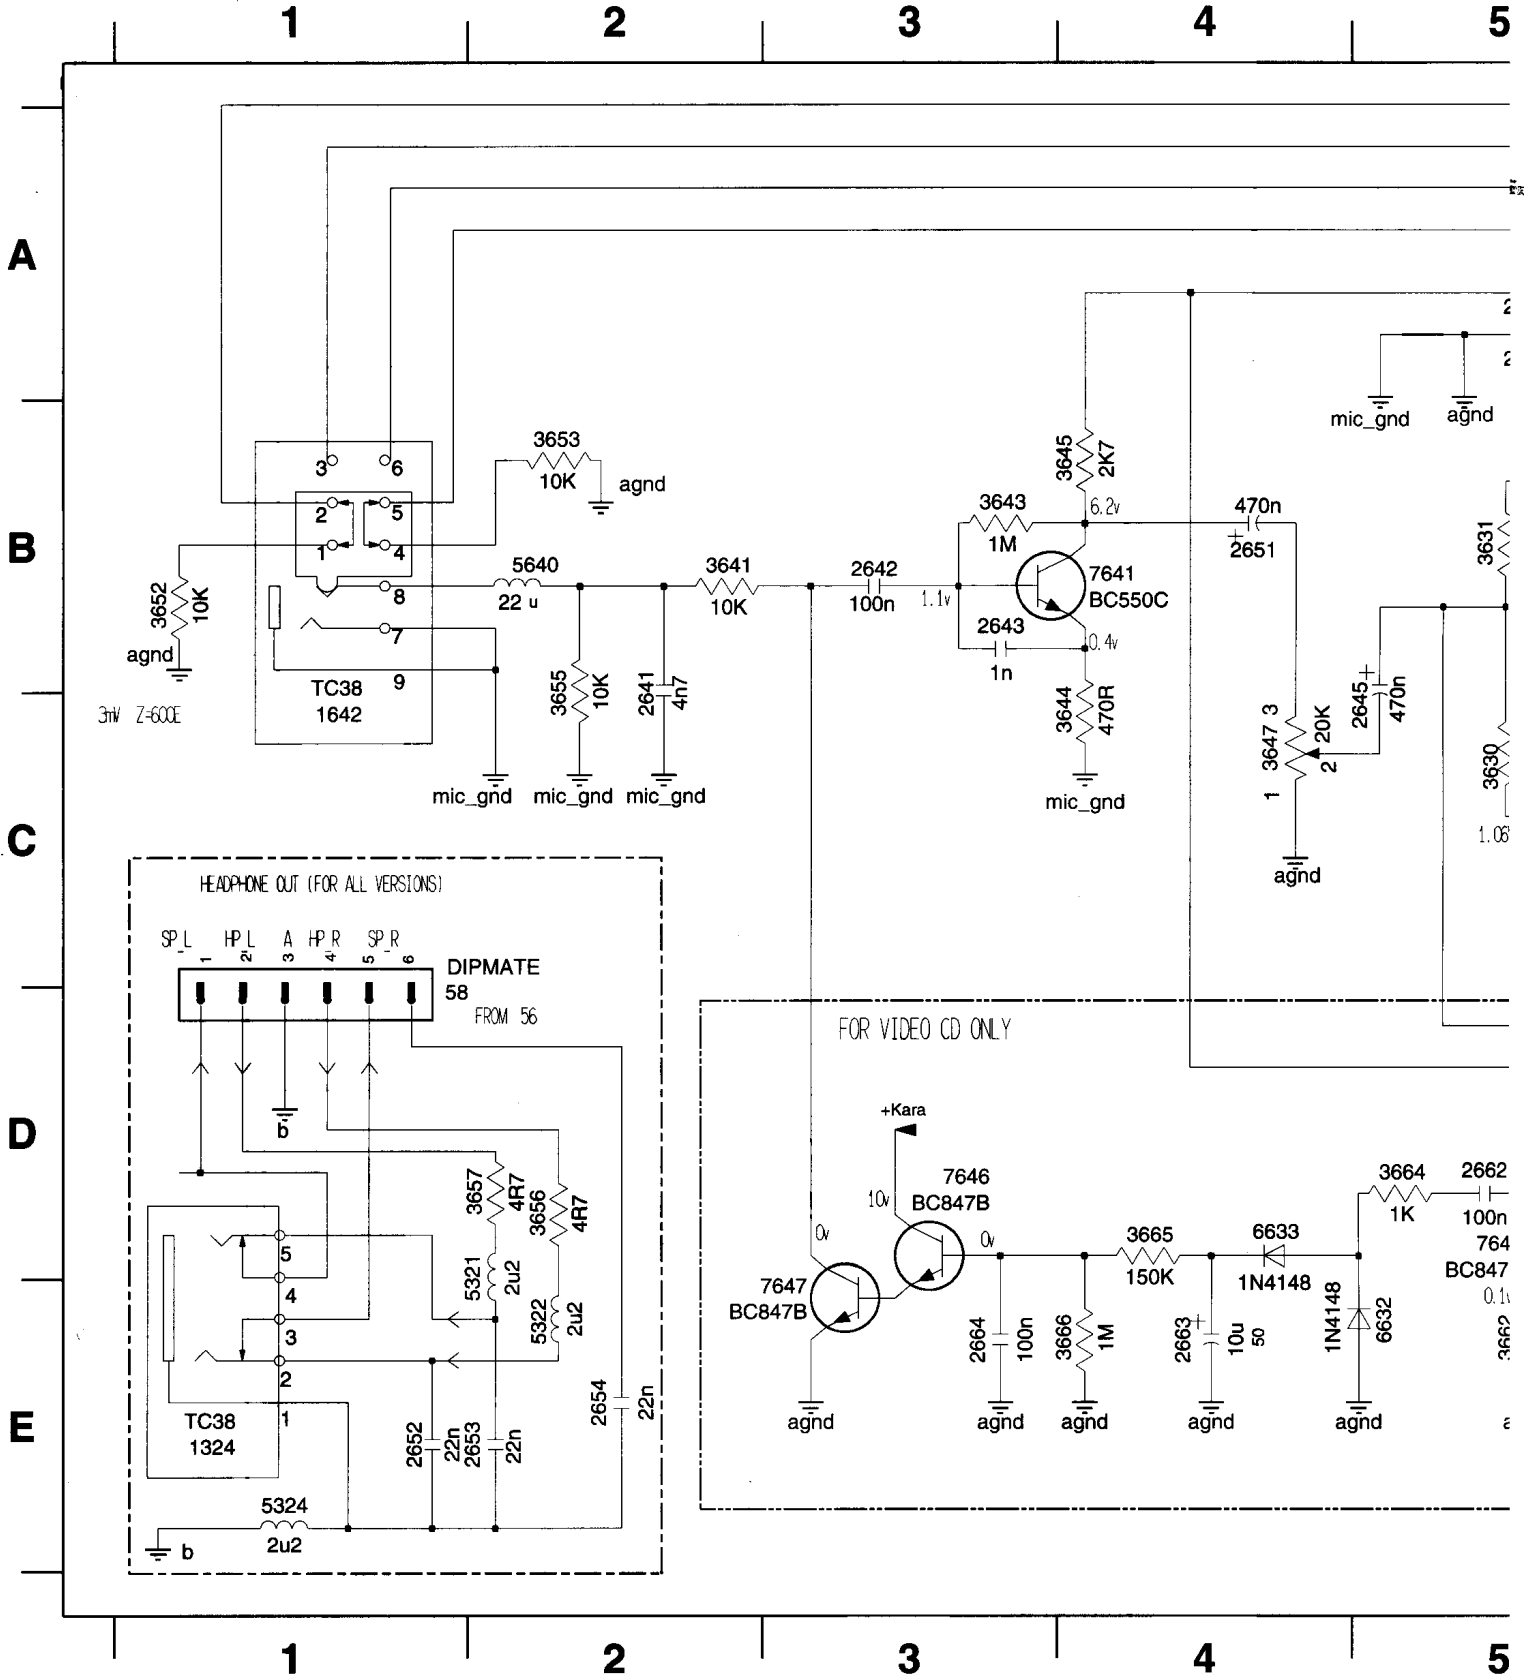 1 2 3 4 5
A
mic_gnd
agnd
B
3
6
2
5
1
4
8
7
9
TC38
1642
3652
10K
agnd
3mV Z=600E
3653
10K
agnd
5640
22 u
3655
10K
2641
4n7
3641
10K
mic_gnd mic_gnd mic_gnd
2642
100n
1.1v
3643
1M
3645
2K7
6.2v
7641
BC550C
2643
1n
0.4v
3644
470R
mic_gnd
470n
+
2651
3647
3
20K
2
1
agnd
2645
+
470n
3631
3630
C
HEADPHONE OUT (FOR ALL VERSIONS)
SP_L HP_L A HP_R SP_R
1 2 3 4 5 6
DIPMATE
58
FROM 56
b
D
3657
4R7
3656
4R7
5321
2u2
5322
2u2
5
4
3
2
1
TC38
1324
2652
22n
2653
22n
2654
22n
5324
2u2
b
E
FOR VIDEO CD ONLY
+Kara
10v
7646
BC847B
0v
0v
7647
BC847B
agnd
2664
100n
agnd
3666
1M
agnd
3665
150K
2663
+
10u
50
agnd
6633
1N4148
1N4148
6632
agnd
3664
1K
2662
100n
1 2 3 4 5